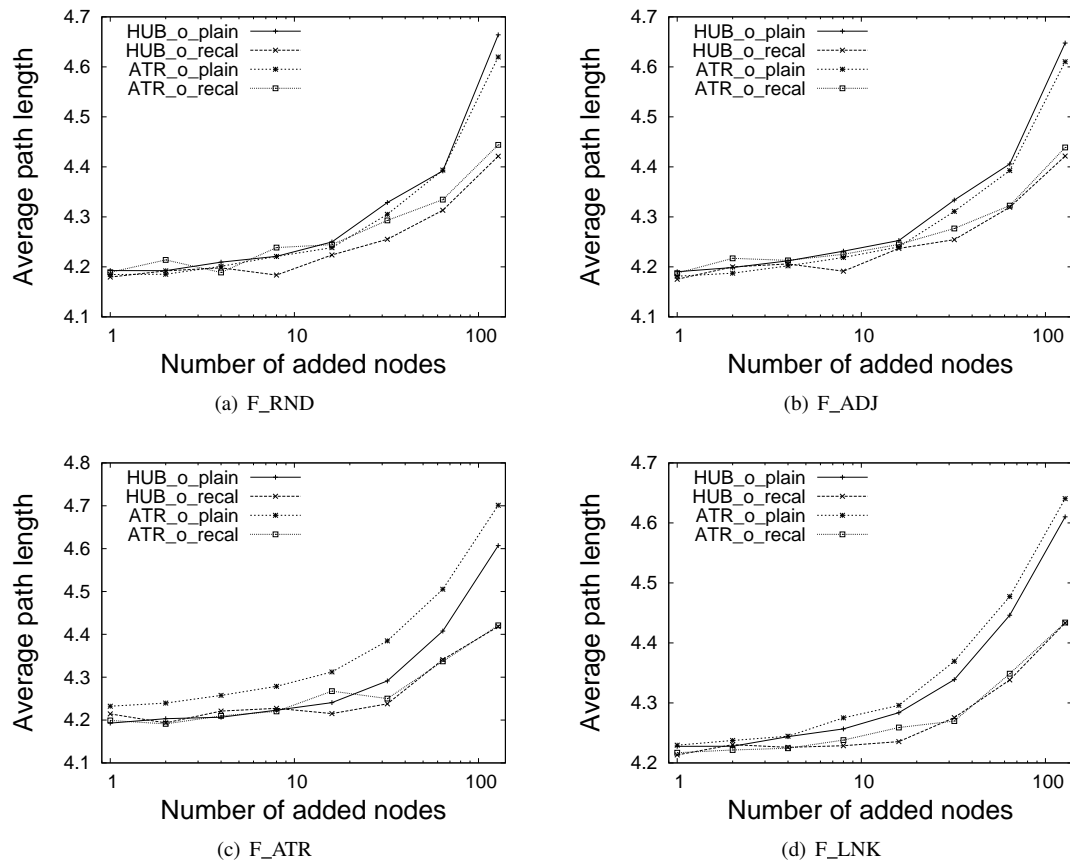 4.7
4.6
4.5
4.4
4.3
4.2
4.1
Average path length
HUB_o_plain
HUB_o_recal
ATR_o_plain
ATR_o_recal
1 10 100
Number of added nodes
(a) F_RND
4.7
4.6
4.5
4.4
4.3
4.2
4.1
Average path length
HUB_o_plain
HUB_o_recal
ATR_o_plain
ATR_o_recal
1 10 100
Number of added nodes
(b) F_ADJ
4.8
4.7
4.6
4.5
4.4
4.3
4.2
4.1
Average path length
HUB_o_plain
HUB_o_recal
ATR_o_plain
ATR_o_recal
1 10 100
Number of added nodes
(c) F_ATR
4.7
4.6
4.5
4.4
4.3
4.2
Average path length
HUB_o_plain
HUB_o_recal
ATR_o_plain
ATR_o_recal
1 10 100
Number of added nodes
(d) F_LNK